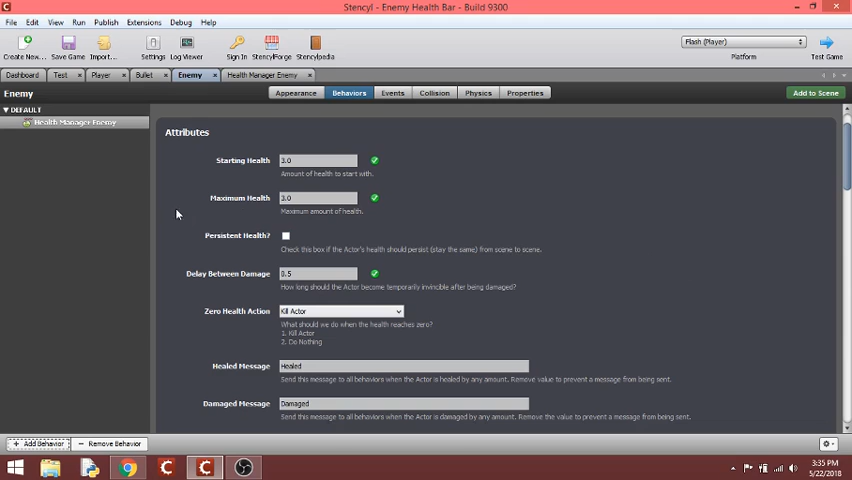 Stencyl - Enemy Health Bar - Build 9300
File Edit View Run Publish Extensions Debug Help
Create New... Save Game Import... Settings Log Viewer Sign In StencylForge Stencylpedia
Flash (Player)
Platform
Test Game
Dashboard Test Player Bullet Enemy Health Manager Enemy
Enemy
Appearance Behaviors Events Collision Physics Properties
Add to Scene
DEFAULT
Health Manager Enemy
Attributes
Starting Health 3.0
Amount of health to start with.
Maximum Health 3.0
Maximum amount of health.
Persistent Health?
Check this box if the Actor's health should persist (stay the same) from scene to scene.
Delay Between Damage 0.5
How long should the Actor become temporarily invincible after being damaged?
Zero Health Action Kill Actor
What should we do when the health reaches zero?
1. Kill Actor
2. Do Nothing
Healed Message Healed
Send this message to all behaviors when the Actor is healed by any amount. Remove value to prevent a message from being sent.
Damaged Message Damaged
Send this message to all behaviors when the Actor is damaged by any amount. Remove the value to prevent a message from being sent.
+ Add Behavior - Remove Behavior
3:35 PM
5/22/2018